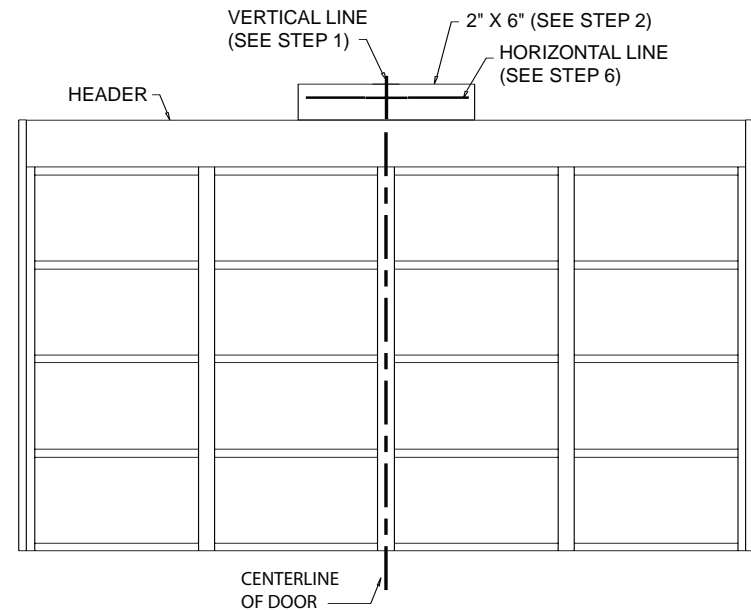 VERTICAL LINE
(SEE STEP 1)
2" X 6" (SEE STEP 2)
HORIZONTAL LINE
(SEE STEP 6)
HEADER
CENTERLINE
OF DOOR